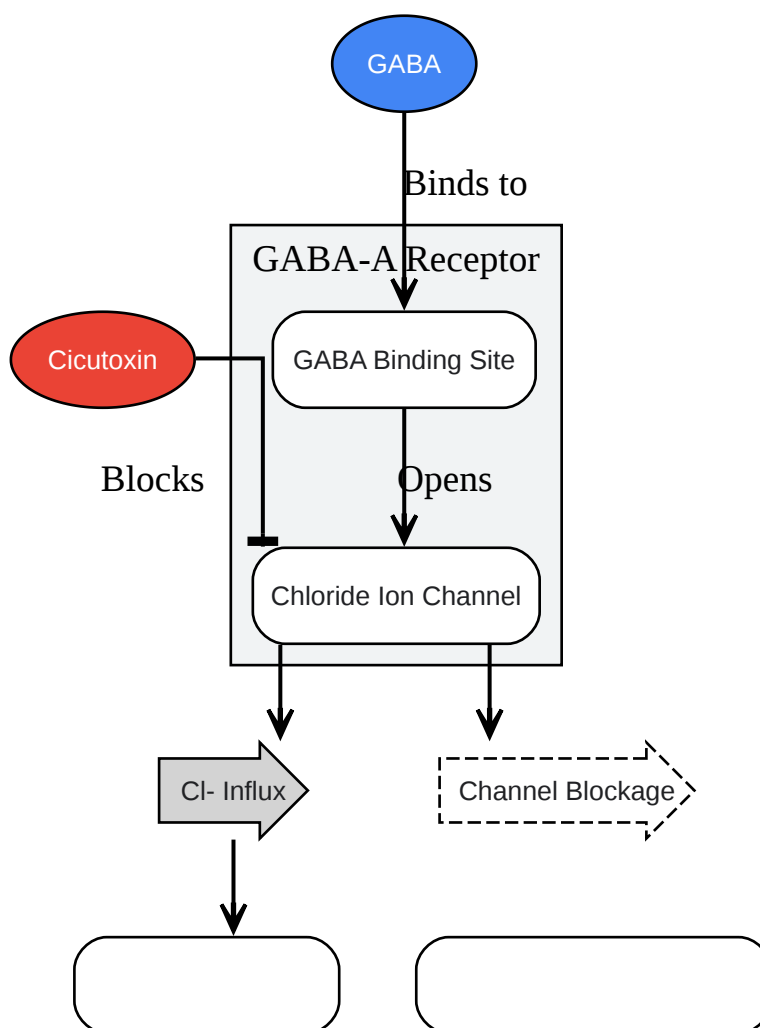 GABA
Binds to
GABA-A Receptor
Cicutoxin
GABA Binding Site
Blocks
Opens
Chloride Ion Channel
Cl- Influx
Channel Blockage